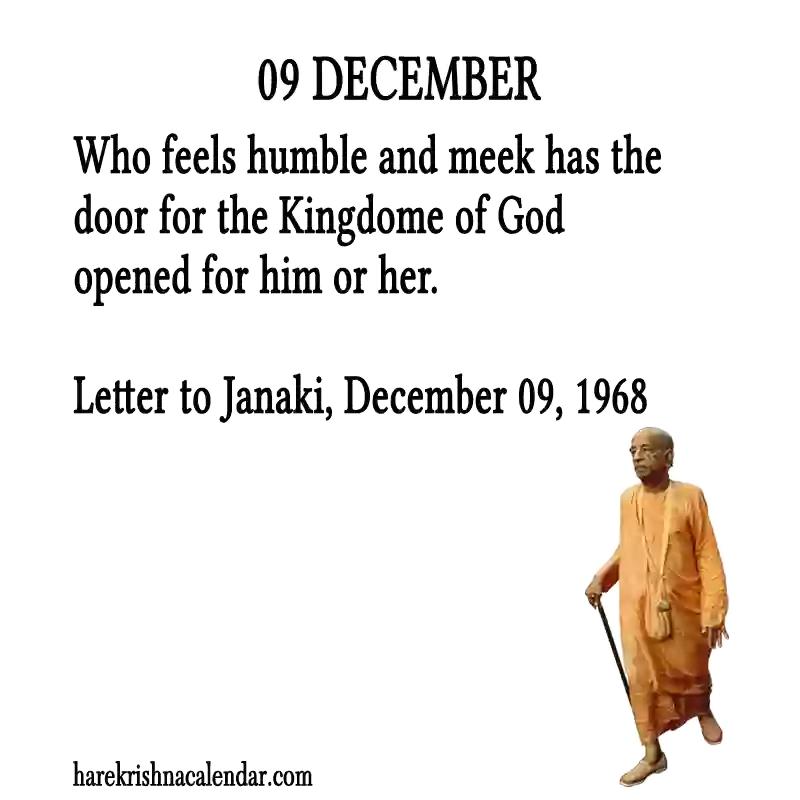 09 DECEMBER
Who feels humble and meek has the
door for the Kingdome of God
opened for him or her.
Letter to Janaki, December 09, 1968
harekrishnacalendar.com